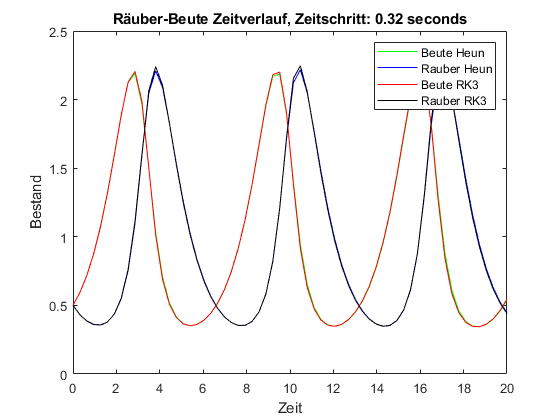 Räuber-Beute Zeitverlauf, Zeitschritt: 0.32 seconds
2.5
2
1.5
1
0.5
0
Bestand
Beute Heun
Rauber Heun
Beute RK3
Rauber RK3
0 2 4 6 8 10 12 14 16 18 20
Zeit